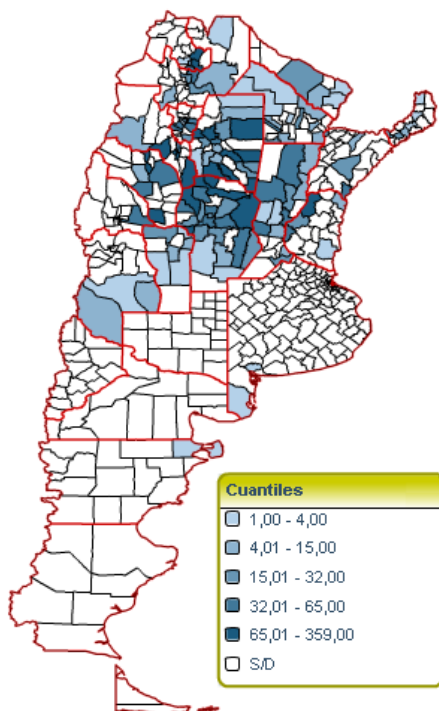 Cuantiles
1,00 - 4,00
4,01 - 15,00
15,01 - 32,00
32,01 - 65,00
65,01 - 359,00
S/D